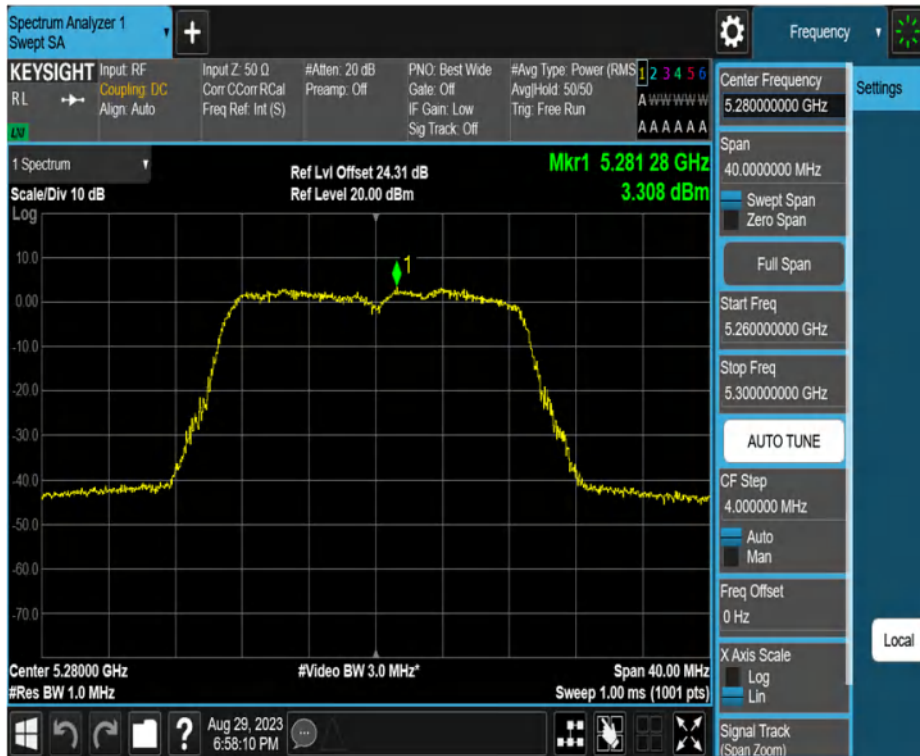 Spectrum Analyzer 1
Swept SA
+
Frequency
KEYSIGHT
RL
LXI
Input: RF
Coupling: DC
Align: Auto
Input Z: 50 Ω
Corr CCorr RCal
Freq Ref: Int (S)
#Atten: 20 dB
Preamp: Off
PNO: Best Wide
Gate: Off
IF Gain: Low
Sig Track: Off
#Avg Type: Power (RMS
Avg|Hold: 50/50
Trig: Free Run
1 2 3 4 5 6
A W W W W W
A A A A A A
1 Spectrum
Scale/Div 10 dB
Log
Ref Lvl Offset 24.31 dB
Ref Level 20.00 dBm
Mkr1 5.281 28 GHz
3.308 dBm
1
10.0
0.00
-10.0
-20.0
-30.0
-40.0
-50.0
-60.0
-70.0
Center 5.28000 GHz
#Res BW 1.0 MHz
#Video BW 3.0 MHz*
Span 40.00 MHz
Sweep 1.00 ms (1001 pts)
Center Frequency
5.280000000 GHz
Span
40.0000000 MHz
Swept Span
Zero Span
Full Span
Start Freq
5.260000000 GHz
Stop Freq
5.300000000 GHz
AUTO TUNE
CF Step
4.000000 MHz
Auto
Man
Freq Offset
0 Hz
X Axis Scale
Log
Lin
Signal Track
(Span Zoom)
Settings
Local
?
Aug 29, 2023
6:58:10 PM